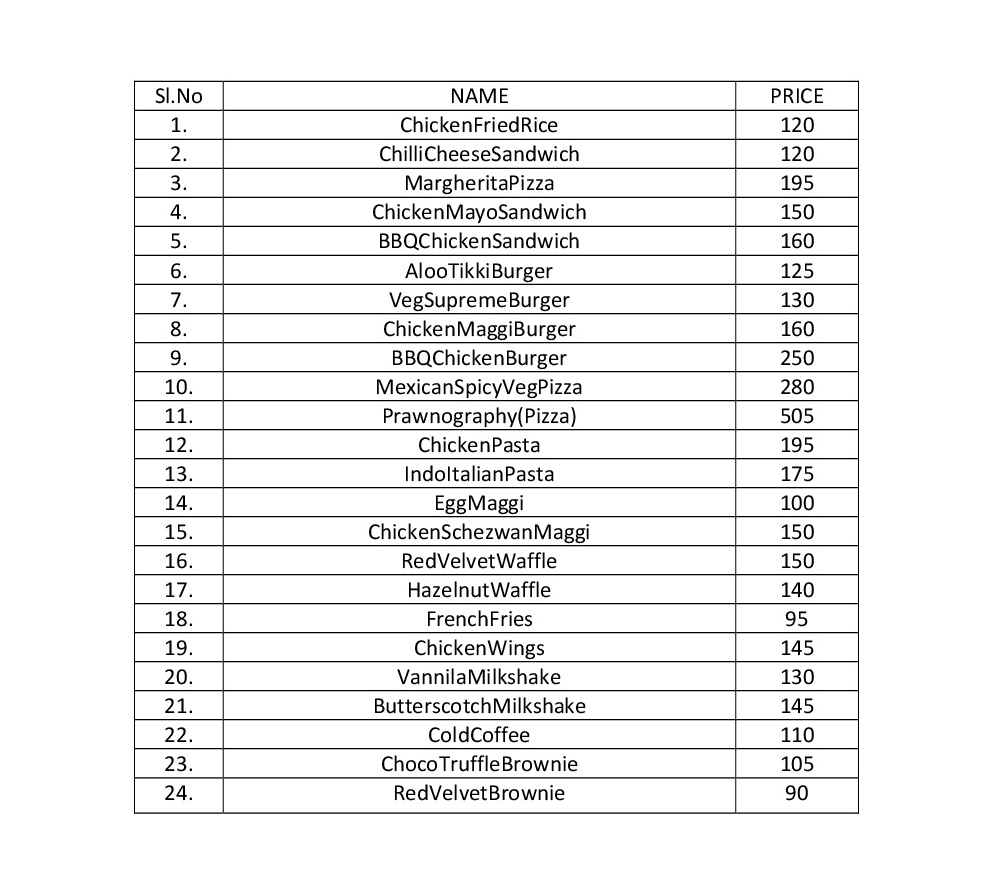 Sl.No NAME PRICE
1. ChickenFriedRice 120
2. ChilliCheeseSandwich 120
3. MargheritaPizza 195
4. ChickenMayoSandwich 150
5. BBQChickenSandwich 160
6. AlooTikkiBurger 125
7. VegSupremeBurger 130
8. ChickenMaggiBurger 160
9. BBQChickenBurger 250
10. MexicanSpicyVegPizza 280
11. Prawnography(Pizza) 505
12. ChickenPasta 195
13. IndoItalianPasta 175
14. EggMaggi 100
15. ChickenSchezwanMaggi 150
16. RedVelvetWaffle 150
17. HazelnutWaffle 140
18. FrenchFries 95
19. ChickenWings 145
20. VannilaMilkshake 130
21. ButterscotchMilkshake 145
22. ColdCoffee 110
23. ChocoTruffleBrownie 105
24. RedVelvetBrownie 90